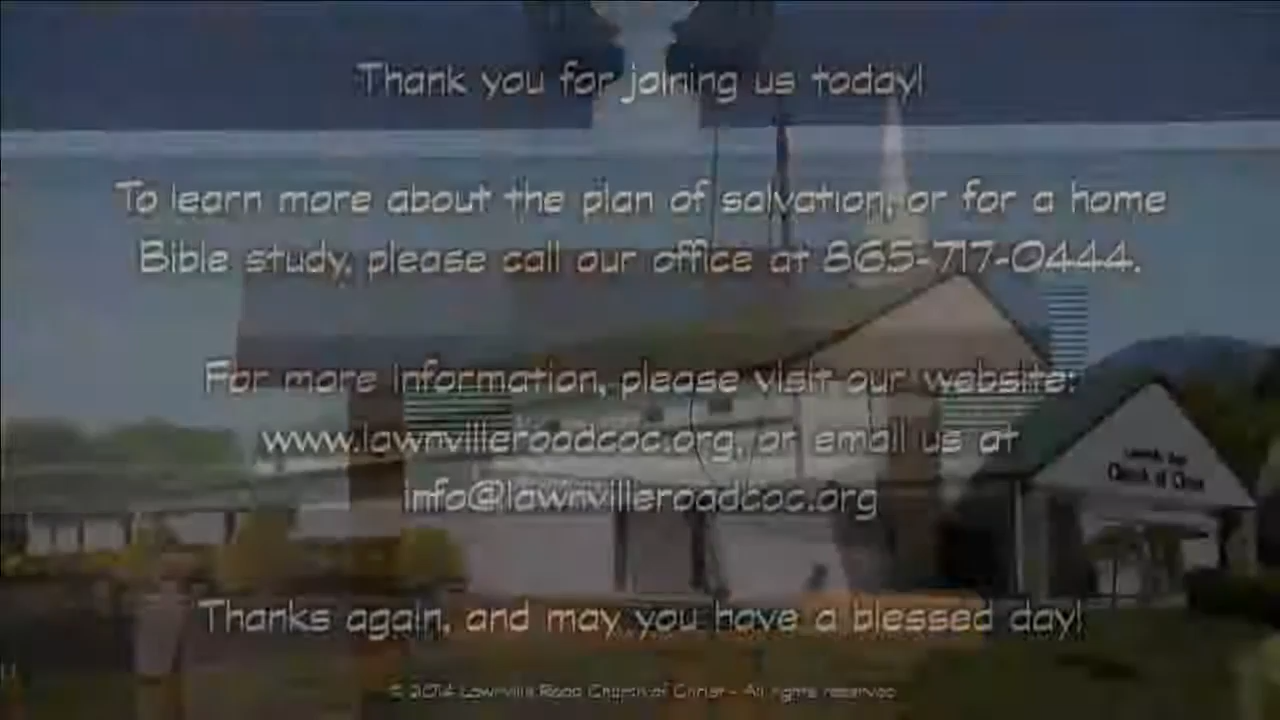 Thank you for joining us today!
To learn more about the plan of salvation, or for a home
Bible study, please call our office at 865-717-0444.
For more information, please visit our website:
www.lawnvilleroadcoc.org, or email us at
info@lawnvilleroadcoc.org
Church of Christ
Thanks again, and may you have a blessed day!
© 2014 Lawnville Road Church of Christ - All rights reserved